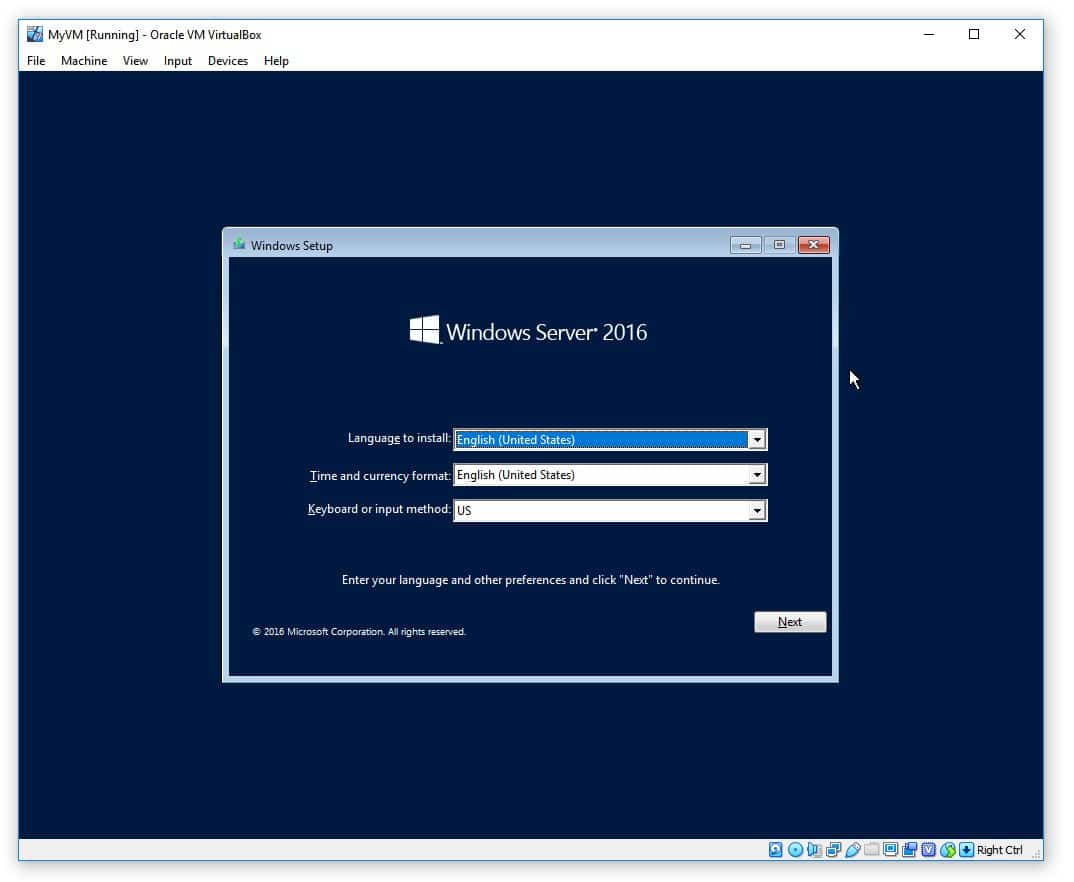 MyVM [Running] - Oracle VM VirtualBox
File Machine View Input Devices Help
Windows Setup
Windows Server 2016
Language to install: English (United States)
Time and currency format: English (United States)
Keyboard or input method: US
Enter your language and other preferences and click "Next" to continue.
Next
© 2016 Microsoft Corporation. All rights reserved.
Right Ctrl